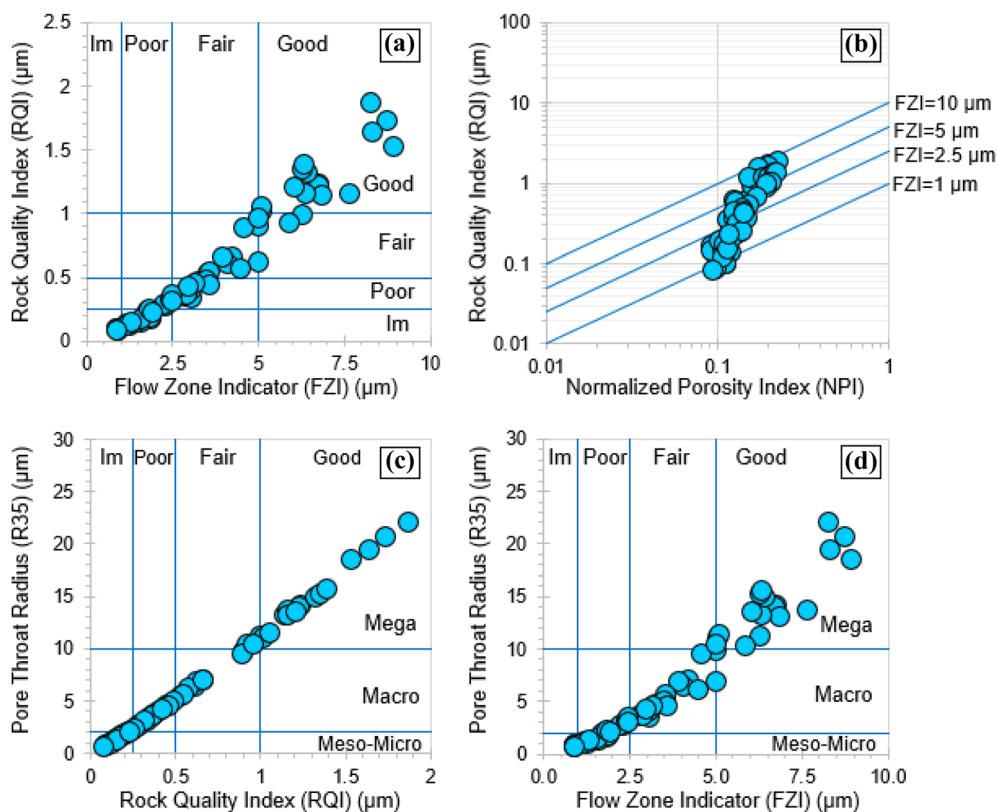 (a)
Im Poor Fair Good
Rock Quality Index (RQI) (μm)
2.5
2
1.5
1
0.5
0
Good
Fair
Poor
Im
0 2.5 5 7.5 10
Flow Zone Indicator (FZI) (μm)
(b)
Rock Quality Index (RQI) (μm)
100
10
1
0.1
0.01
FZI=10 μm
FZI=5 μm
FZI=2.5 μm
FZI=1 μm
0.01 0.1 1
Normalized Porosity Index (NPI)
(c)
Im Poor Fair Good
Pore Throat Radius (R35) (μm)
30
25
20
15
10
5
0
Mega
Macro
Meso-Micro
0 0.5 1 2
Rock Quality Index (RQI) (μm)
(d)
Im Poor Fair Good
Pore Throat Radius (R35) (μm)
30
25
20
15
10
5
0
Mega
Macro
Meso-Micro
0.0 2.5 5.0 7.5 10.0
Flow Zone Indicator (FZI) (μm)